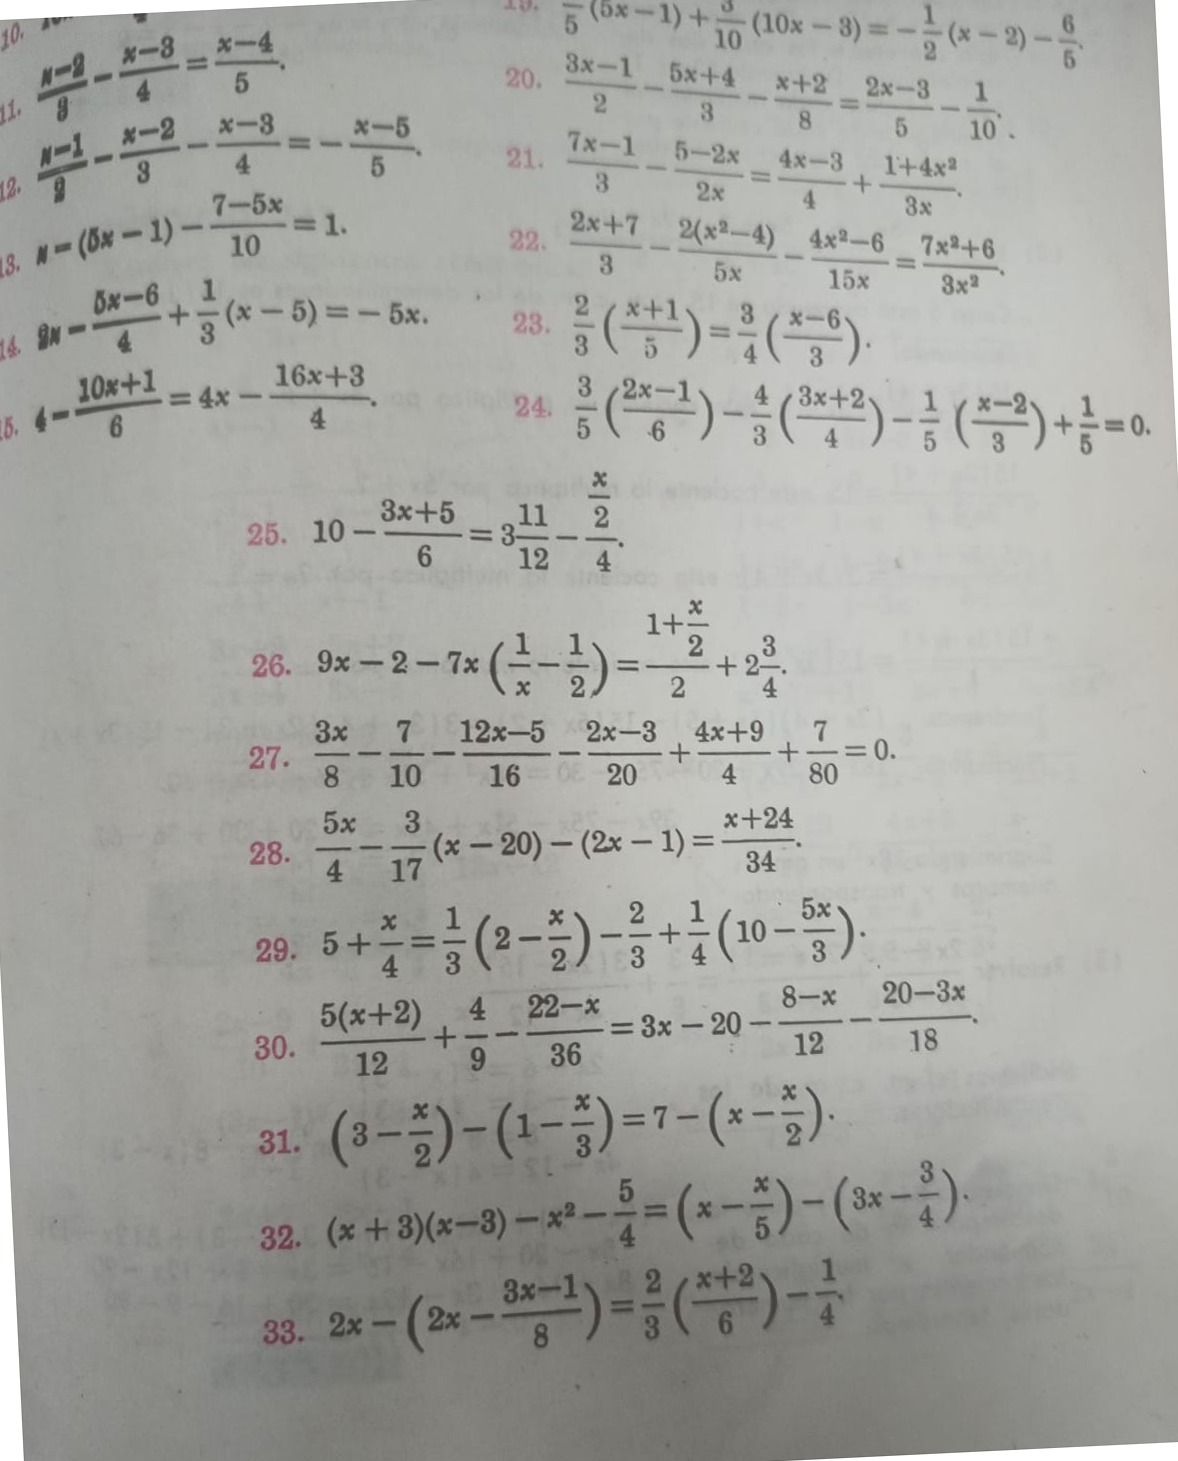 10.
11. (x−2)/3 − (x−3)/4 = (x−4)/5.
12. (x−1)/2 − (x−2)/3 − (x−3)/4 = − (x−5)/5.
13. x − (5x − 1) − (7−5x)/10 = 1.
14. 2x − (5x−6)/4 + 1/3 (x − 5) = − 5x.
15. 4 − (10x+1)/6 = 4x − (16x+3)/4.
19. /5 (5x − 1) + 3/10 (10x − 3) = − 1/2 (x − 2) − 6/5.
20. (3x−1)/2 − (5x+4)/3 − (x+2)/8 = (2x−3)/5 − 1/10.
21. (7x−1)/3 − (5−2x)/2x = (4x−3)/4 + (1+4x²)/3x.
22. (2x+7)/3 − 2(x²−4)/5x − (4x²−6)/15x = (7x²+6)/3x².
23. 2/3 ((x+1)/5) = 3/4 ((x−6)/3).
24. 3/5 ((2x−1)/6) − 4/3 ((3x+2)/4) − 1/5 ((x−2)/3) + 1/5 = 0.
25. 10 − (3x+5)/6 = 3 11/12 − (x/2)/4.
26. 9x − 2 − 7x (1/x − 1/2) = (1 + x/2)/2 + 2 3/4.
27. 3x/8 − 7/10 − (12x−5)/16 − (2x−3)/20 + (4x+9)/4 + 7/80 = 0.
28. 5x/4 − 3/17 (x − 20) − (2x − 1) = (x+24)/34.
29. 5 + x/4 = 1/3 (2 − x/2) − 2/3 + 1/4 (10 − 5x/3).
30. 5(x+2)/12 + 4/9 − (22−x)/36 = 3x − 20 − (8−x)/12 − (20−3x)/18.
31. (3 − x/2) − (1 − x/3) = 7 − (x − x/2).
32. (x + 3)(x−3) − x² − 5/4 = (x − x/5) − (3x − 3/4).
33. 2x − (2x − (3x−1)/8) = 2/3 ((x+2)/6) − 1/4.